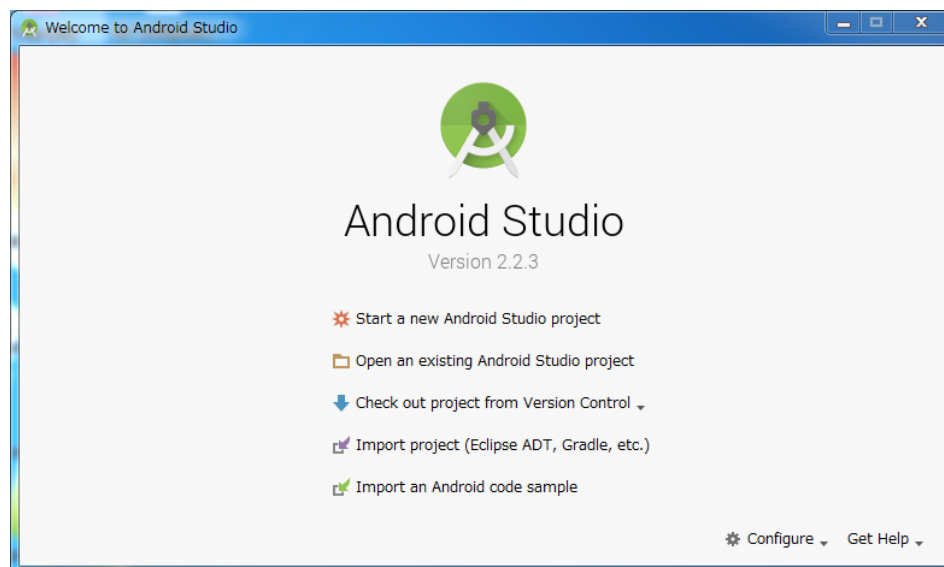 Welcome to Android Studio
Android Studio
Version 2.2.3
Start a new Android Studio project
Open an existing Android Studio project
Check out project from Version Control
Import project (Eclipse ADT, Gradle, etc.)
Import an Android code sample
Configure Get Help